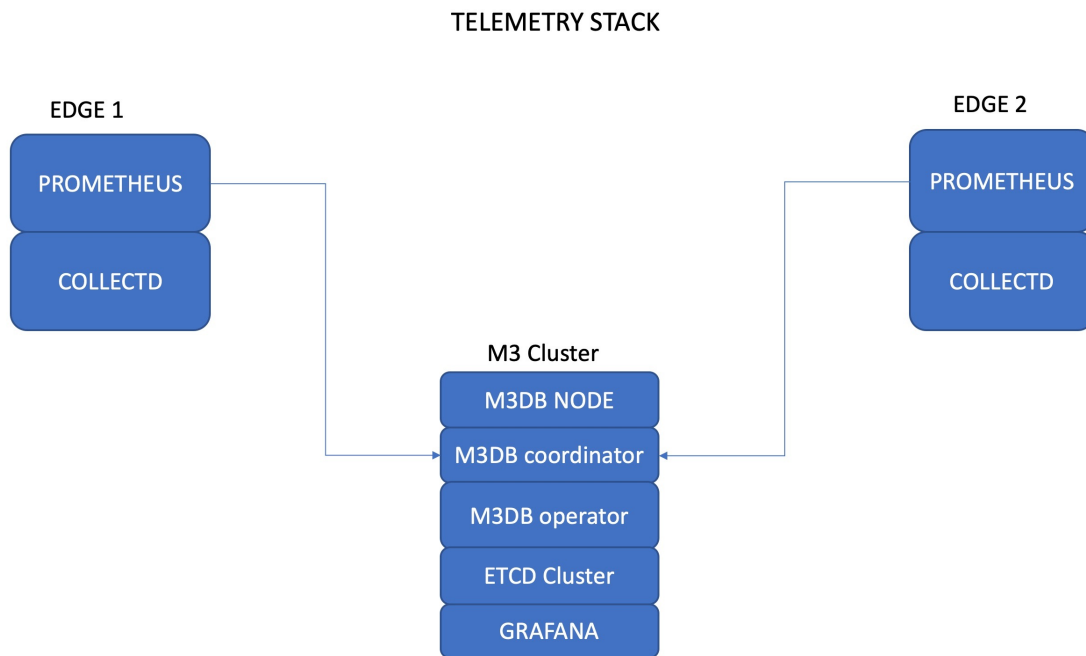 TELEMETRY STACK
EDGE 1
PROMETHEUS
COLLECTD
EDGE 2
PROMETHEUS
COLLECTD
M3 Cluster
M3DB NODE
M3DB coordinator
M3DB operator
ETCD Cluster
GRAFANA